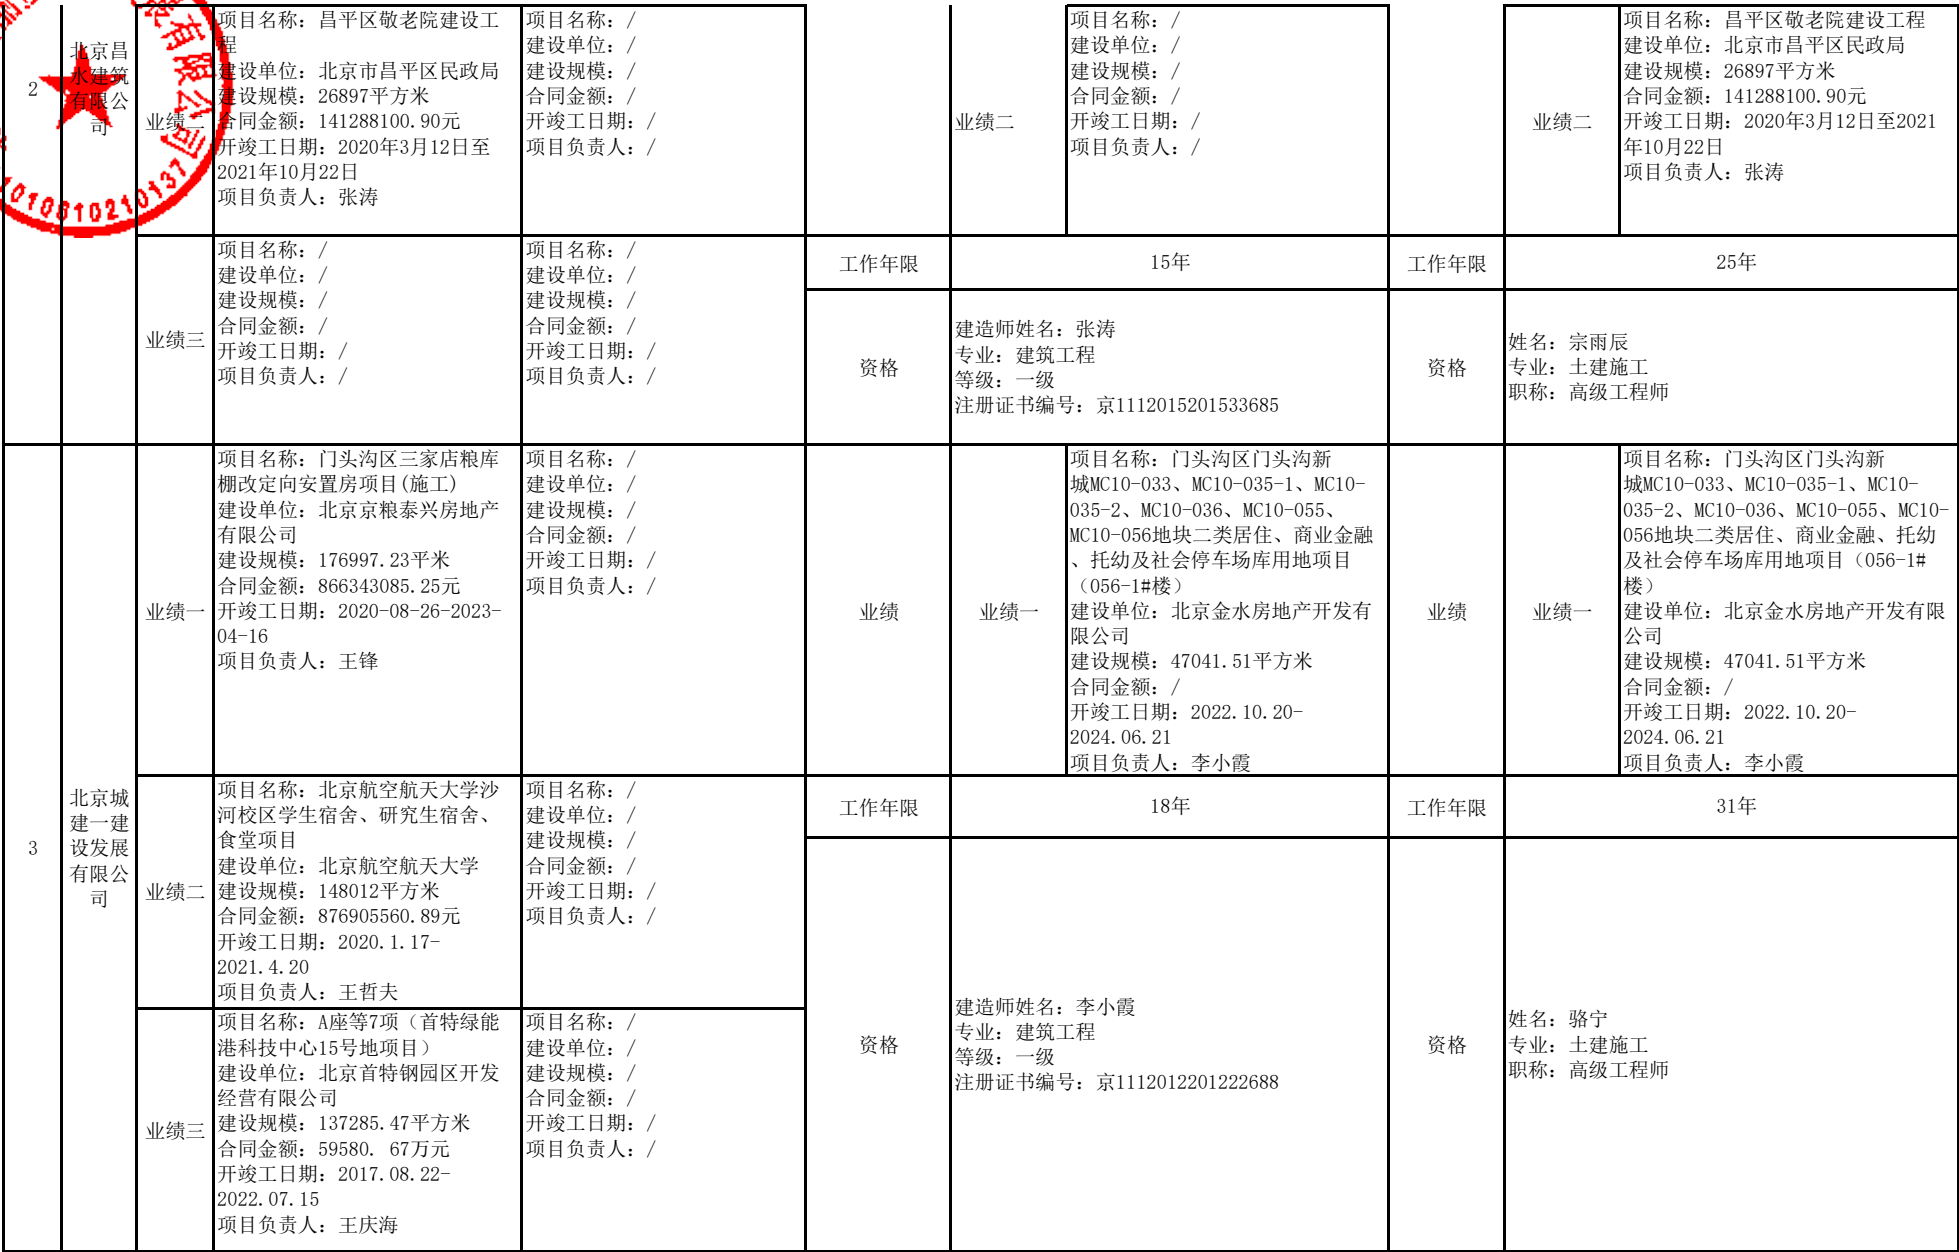 有限公司
1010810210137
2
北京昌
水建筑
有限公
司
业绩二
项目名称：昌平区敬老院建设工
程
建设单位：北京市昌平区民政局
建设规模：26897平方米
合同金额：141288100.90元
开竣工日期：2020年3月12日至
2021年10月22日
项目负责人：张涛
项目名称：/
建设单位：/
建设规模：/
合同金额：/
开竣工日期：/
项目负责人：/
业绩二
项目名称：/
建设单位：/
建设规模：/
合同金额：/
开竣工日期：/
项目负责人：/
业绩二
项目名称：昌平区敬老院建设工程
建设单位：北京市昌平区民政局
建设规模：26897平方米
合同金额：141288100.90元
开竣工日期：2020年3月12日至2021
年10月22日
项目负责人：张涛
业绩三
项目名称：/
建设单位：/
建设规模：/
合同金额：/
开竣工日期：/
项目负责人：/
项目名称：/
建设单位：/
建设规模：/
合同金额：/
开竣工日期：/
项目负责人：/
工作年限
15年
工作年限
25年
资格
建造师姓名：张涛
专业：建筑工程
等级：一级
注册证书编号：京1112015201533685
资格
姓名：宗雨辰
专业：土建施工
职称：高级工程师
3
北京城
建一建
设发展
有限公
司
业绩一
项目名称：门头沟区三家店粮库
棚改定向安置房项目(施工)
建设单位：北京京粮泰兴房地产
有限公司
建设规模：176997.23平米
合同金额：866343085.25元
开竣工日期：2020-08-26-2023-
04-16
项目负责人：王锋
项目名称：/
建设单位：/
建设规模：/
合同金额：/
开竣工日期：/
项目负责人：/
业绩
业绩一
项目名称：门头沟区门头沟新
城MC10-033、MC10-035-1、MC10-
035-2、MC10-036、MC10-055、
MC10-056地块二类居住、商业金融
、托幼及社会停车场库用地项目
（056-1#楼）
建设单位：北京金水房地产开发有
限公司
建设规模：47041.51平方米
合同金额：/
开竣工日期：2022.10.20-
2024.06.21
项目负责人：李小霞
业绩
业绩一
项目名称：门头沟区门头沟新
城MC10-033、MC10-035-1、MC10-
035-2、MC10-036、MC10-055、MC10-
056地块二类居住、商业金融、托幼
及社会停车场库用地项目（056-1#
楼）
建设单位：北京金水房地产开发有限
公司
建设规模：47041.51平方米
合同金额：/
开竣工日期：2022.10.20-
2024.06.21
项目负责人：李小霞
业绩二
项目名称：北京航空航天大学沙
河校区学生宿舍、研究生宿舍、
食堂项目
建设单位：北京航空航天大学
建设规模：148012平方米
合同金额：876905560.89元
开竣工日期：2020.1.17-
2021.4.20
项目负责人：王哲夫
项目名称：/
建设单位：/
建设规模：/
合同金额：/
开竣工日期：/
项目负责人：/
工作年限
18年
工作年限
31年
业绩三
项目名称：A座等7项（首特绿能
港科技中心15号地项目）
建设单位：北京首特钢园区开发
经营有限公司
建设规模：137285.47平方米
合同金额：59580. 67万元
开竣工日期：2017.08.22-
2022.07.15
项目负责人：王庆海
项目名称：/
建设单位：/
建设规模：/
合同金额：/
开竣工日期：/
项目负责人：/
资格
建造师姓名：李小霞
专业：建筑工程
等级：一级
注册证书编号：京1112012201222688
资格
姓名：骆宁
专业：土建施工
职称：高级工程师